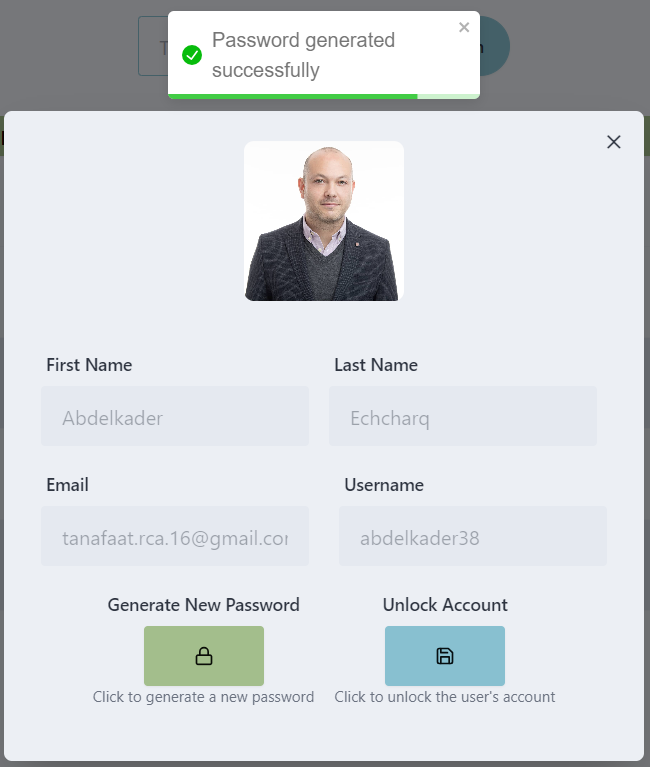 Password generated
successfully
First Name
Last Name
Abdelkader
Echcharq
Email
Username
tanafaat.rca.16@gmail.com
abdelkader38
Generate New Password
Unlock Account
Click to generate a new password
Click to unlock the user's account